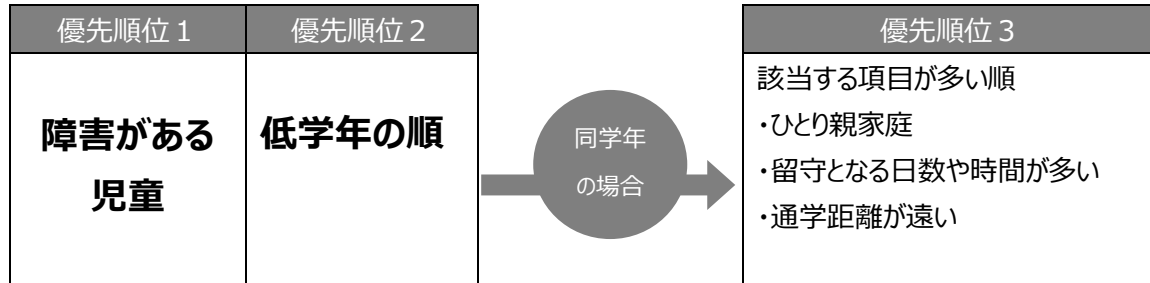 優先順位1
障害がある
児童
優先順位2
低学年の順
同学年
の場合
優先順位3
該当する項目が多い順
・ひとり親家庭
・留守となる日数や時間が多い
・通学距離が遠い